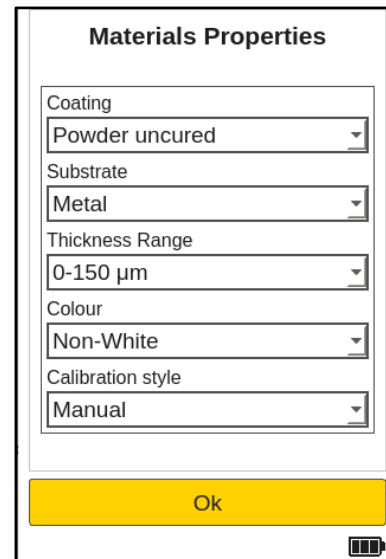 Materials Properties
Coating
Powder uncured
Substrate
Metal
Thickness Range
0-150 µm
Colour
Non-White
Calibration style
Manual
Ok